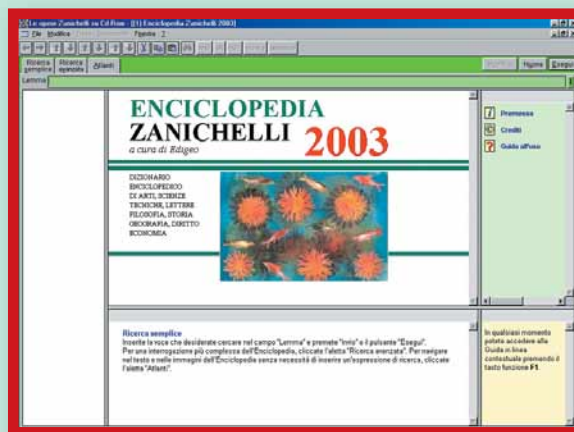 Le opere Zanichelli su Cd-Rom - [(1) Enciclopedia Zanichelli 2003]
File Modifica Finestra ?
Ricerca semplice
Ricerca avanzata
Atlanti
Home Esegui
Lemma
ENCICLOPEDIA
ZANICHELLI 2003
a cura di Edigeo
DIZIONARIO
ENCICLOPEDICO
DI ARTI, SCIENZE
TECNICHE, LETTERE
FILOSOFIA, STORIA
GEOGRAFIA, DIRITTO
ECONOMIA
Premessa
Crediti
Guida all'uso
Ricerca semplice
Inserite la voce che desiderate cercare nel campo "Lemma" e premete "Invio" o il pulsante "Esegui".
Per una interrogazione più complessa dell'Enciclopedia, cliccate l'aletta "Ricerca avanzata". Per navigare
nel testo e nelle immagini dell'Enciclopedia senza necessità di inserire un'espressione di ricerca, cliccate
l'aletta "Atlanti".
In qualsiasi momento
potete accedere alla
Guida in linea
contestuale premendo il
tasto funzione F1.